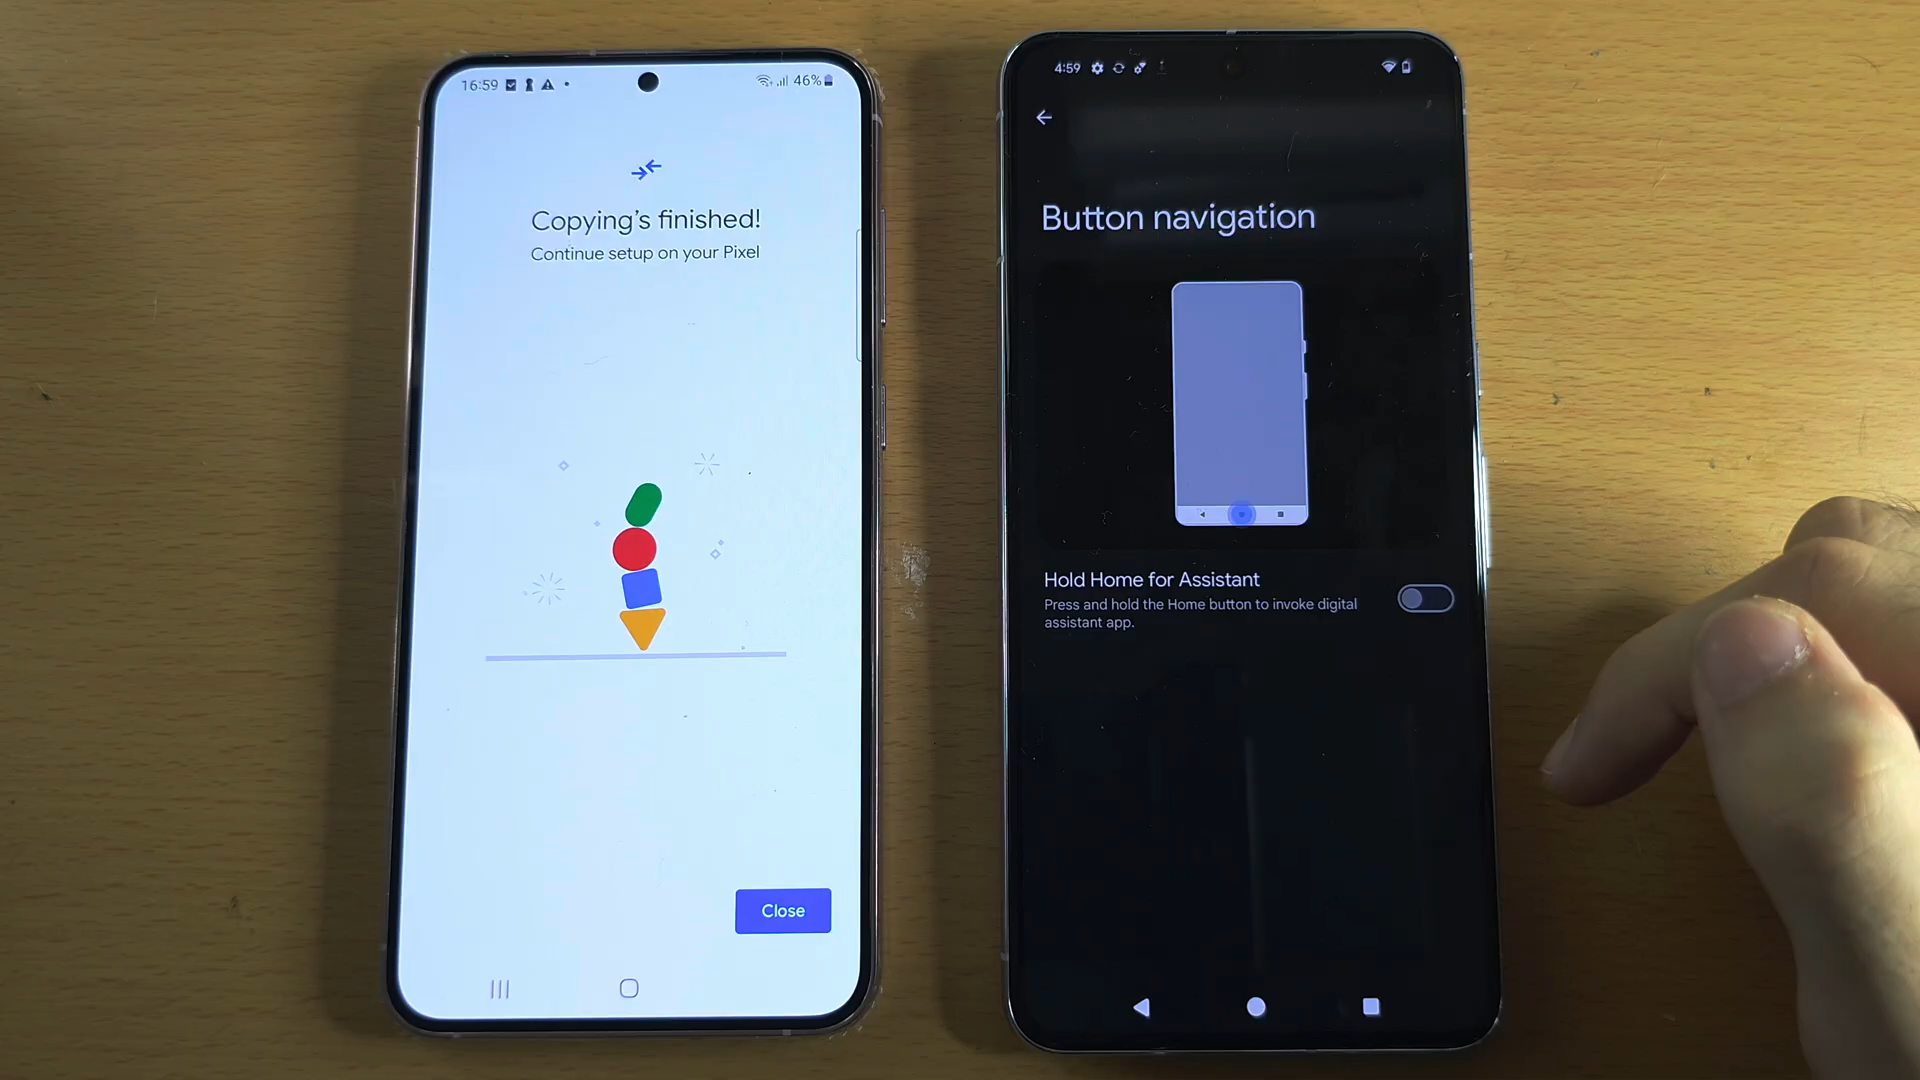 16:59
46%
Copying's finished!
Continue setup on your Pixel
Close
4:59
Button navigation
Hold Home for Assistant
Press and hold the Home button to invoke digital
assistant app.